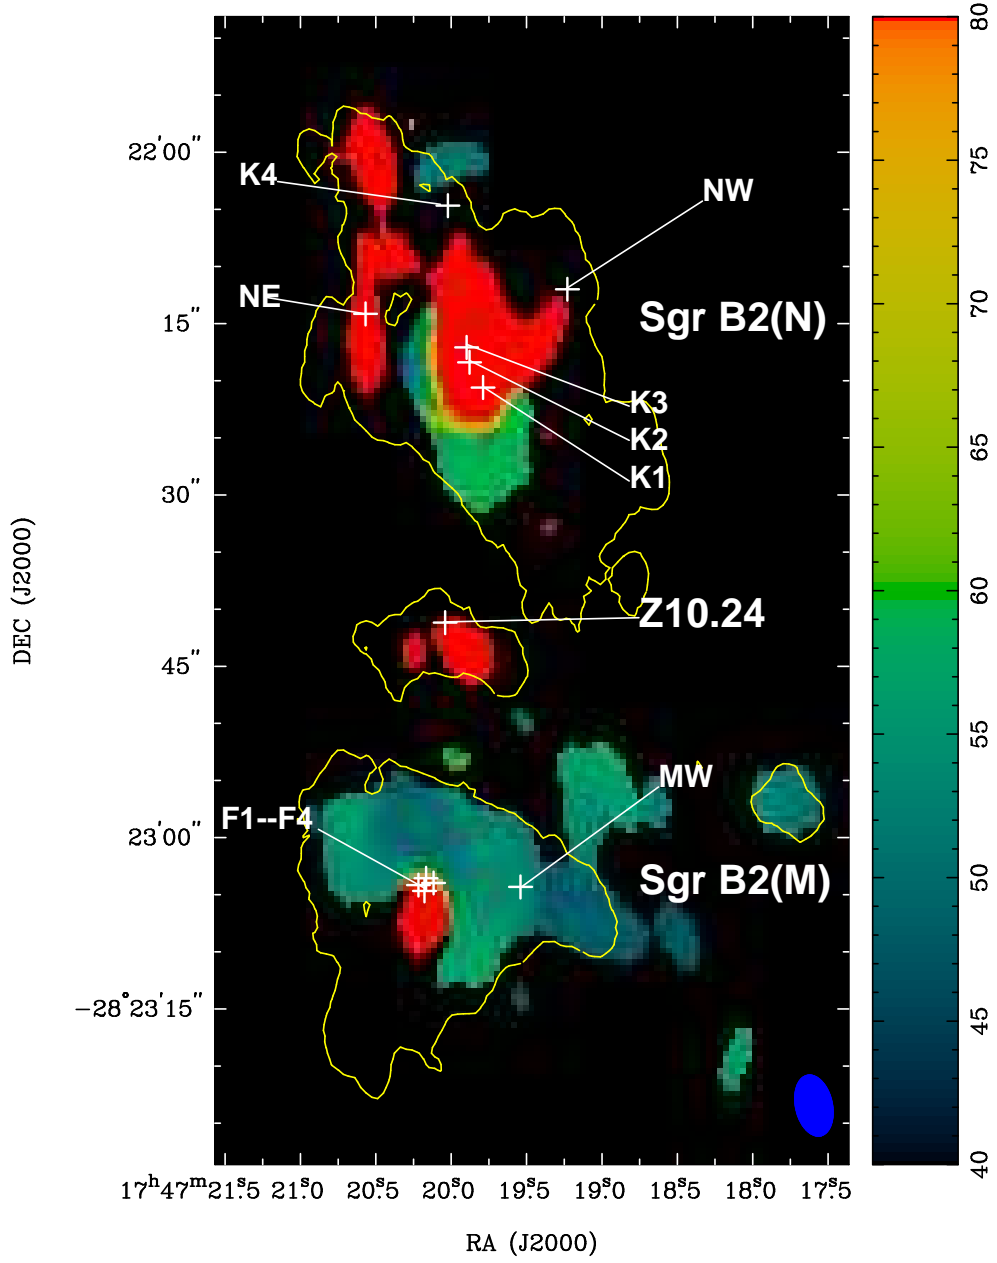 80
22'00"
K4
NW
75
NE
15"
Sgr B2(N)
70
K3
K2
65
K1
30"
DEC (J2000)
60
Z10.24
45"
55
MW
F1--F4
23'00"
Sgr B2(M)
50
-28°23'15"
45
40
17h47m21s.5 21s.0 20s.5 20s.0 19s.5 19s.0 18s.5 18s.0 17s.5
RA (J2000)